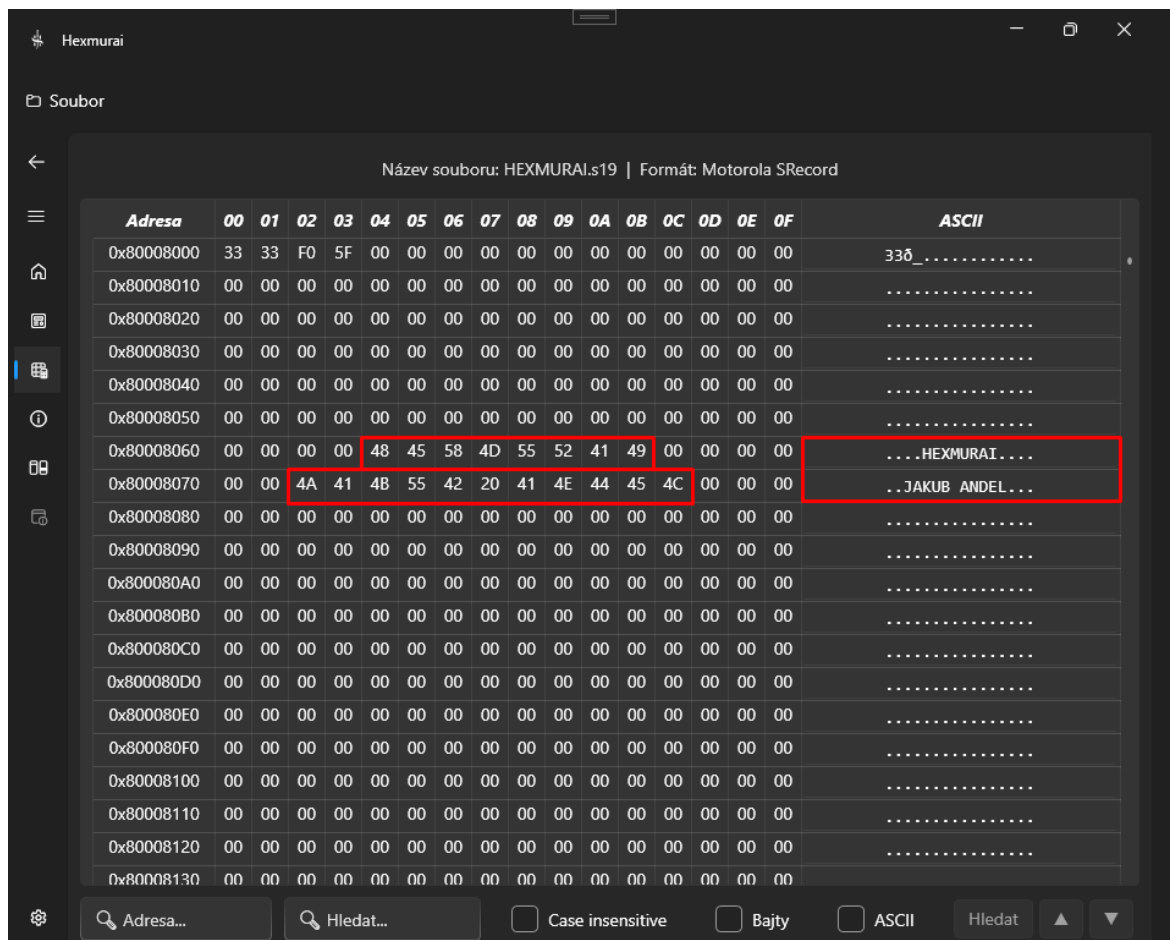 Hexmurai
Soubor
Název souboru: HEXMURAI.s19 | Formát: Motorola SRecord
Adresa 00 01 02 03 04 05 06 07 08 09 0A 0B 0C 0D 0E 0F ASCII
0x80008000 33 33 F0 5F 00 00 00 00 00 00 00 00 00 00 00 00 33ð_............
0x80008010 00 00 00 00 00 00 00 00 00 00 00 00 00 00 00 00 ................
0x80008020 00 00 00 00 00 00 00 00 00 00 00 00 00 00 00 00 ................
0x80008030 00 00 00 00 00 00 00 00 00 00 00 00 00 00 00 00 ................
0x80008040 00 00 00 00 00 00 00 00 00 00 00 00 00 00 00 00 ................
0x80008050 00 00 00 00 00 00 00 00 00 00 00 00 00 00 00 00 ................
0x80008060 00 00 00 00 48 45 58 4D 55 52 41 49 00 00 00 00 ....HEXMURAI....
0x80008070 00 00 4A 41 4B 55 42 20 41 4E 44 45 4C 00 00 00 ..JAKUB ANDEL...
0x80008080 00 00 00 00 00 00 00 00 00 00 00 00 00 00 00 00 ................
0x80008090 00 00 00 00 00 00 00 00 00 00 00 00 00 00 00 00 ................
0x800080A0 00 00 00 00 00 00 00 00 00 00 00 00 00 00 00 00 ................
0x800080B0 00 00 00 00 00 00 00 00 00 00 00 00 00 00 00 00 ................
0x800080C0 00 00 00 00 00 00 00 00 00 00 00 00 00 00 00 00 ................
0x800080D0 00 00 00 00 00 00 00 00 00 00 00 00 00 00 00 00 ................
0x800080E0 00 00 00 00 00 00 00 00 00 00 00 00 00 00 00 00 ................
0x800080F0 00 00 00 00 00 00 00 00 00 00 00 00 00 00 00 00 ................
0x80008100 00 00 00 00 00 00 00 00 00 00 00 00 00 00 00 00 ................
0x80008110 00 00 00 00 00 00 00 00 00 00 00 00 00 00 00 00 ................
0x80008120 00 00 00 00 00 00 00 00 00 00 00 00 00 00 00 00 ................
0x80008130 00 00 00 00 00 00 00 00 00 00 00 00 00 00 00 00
Adresa... Hledat... Case insensitive Bajty ASCII Hledat